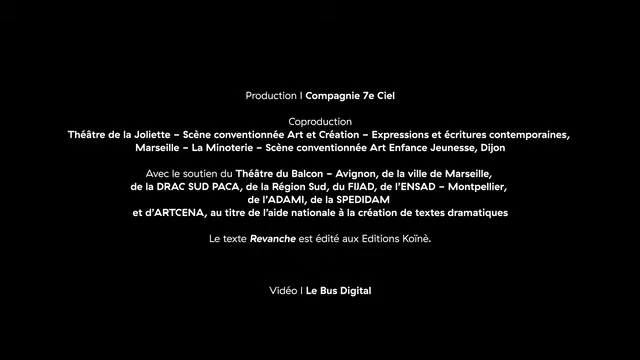 Production | Compagnie 7e Ciel
Coproduction
Théâtre de la Joliette – Scène conventionnée Art et Création – Expressions et écritures contemporaines,
Marseille – La Minoterie – Scène conventionnée Art Enfance Jeunesse, Dijon
Avec le soutien du Théâtre du Balcon – Avignon, de la ville de Marseille,
de la DRAC SUD PACA, de la Région Sud, du FIJAD, de l'ENSAD – Montpellier,
de l'ADAMI, de la SPEDIDAM
et d'ARTCENA, au titre de l'aide nationale à la création de textes dramatiques
Le texte Revanche est édité aux Editions Koïnè.
Vidéo | Le Bus Digital